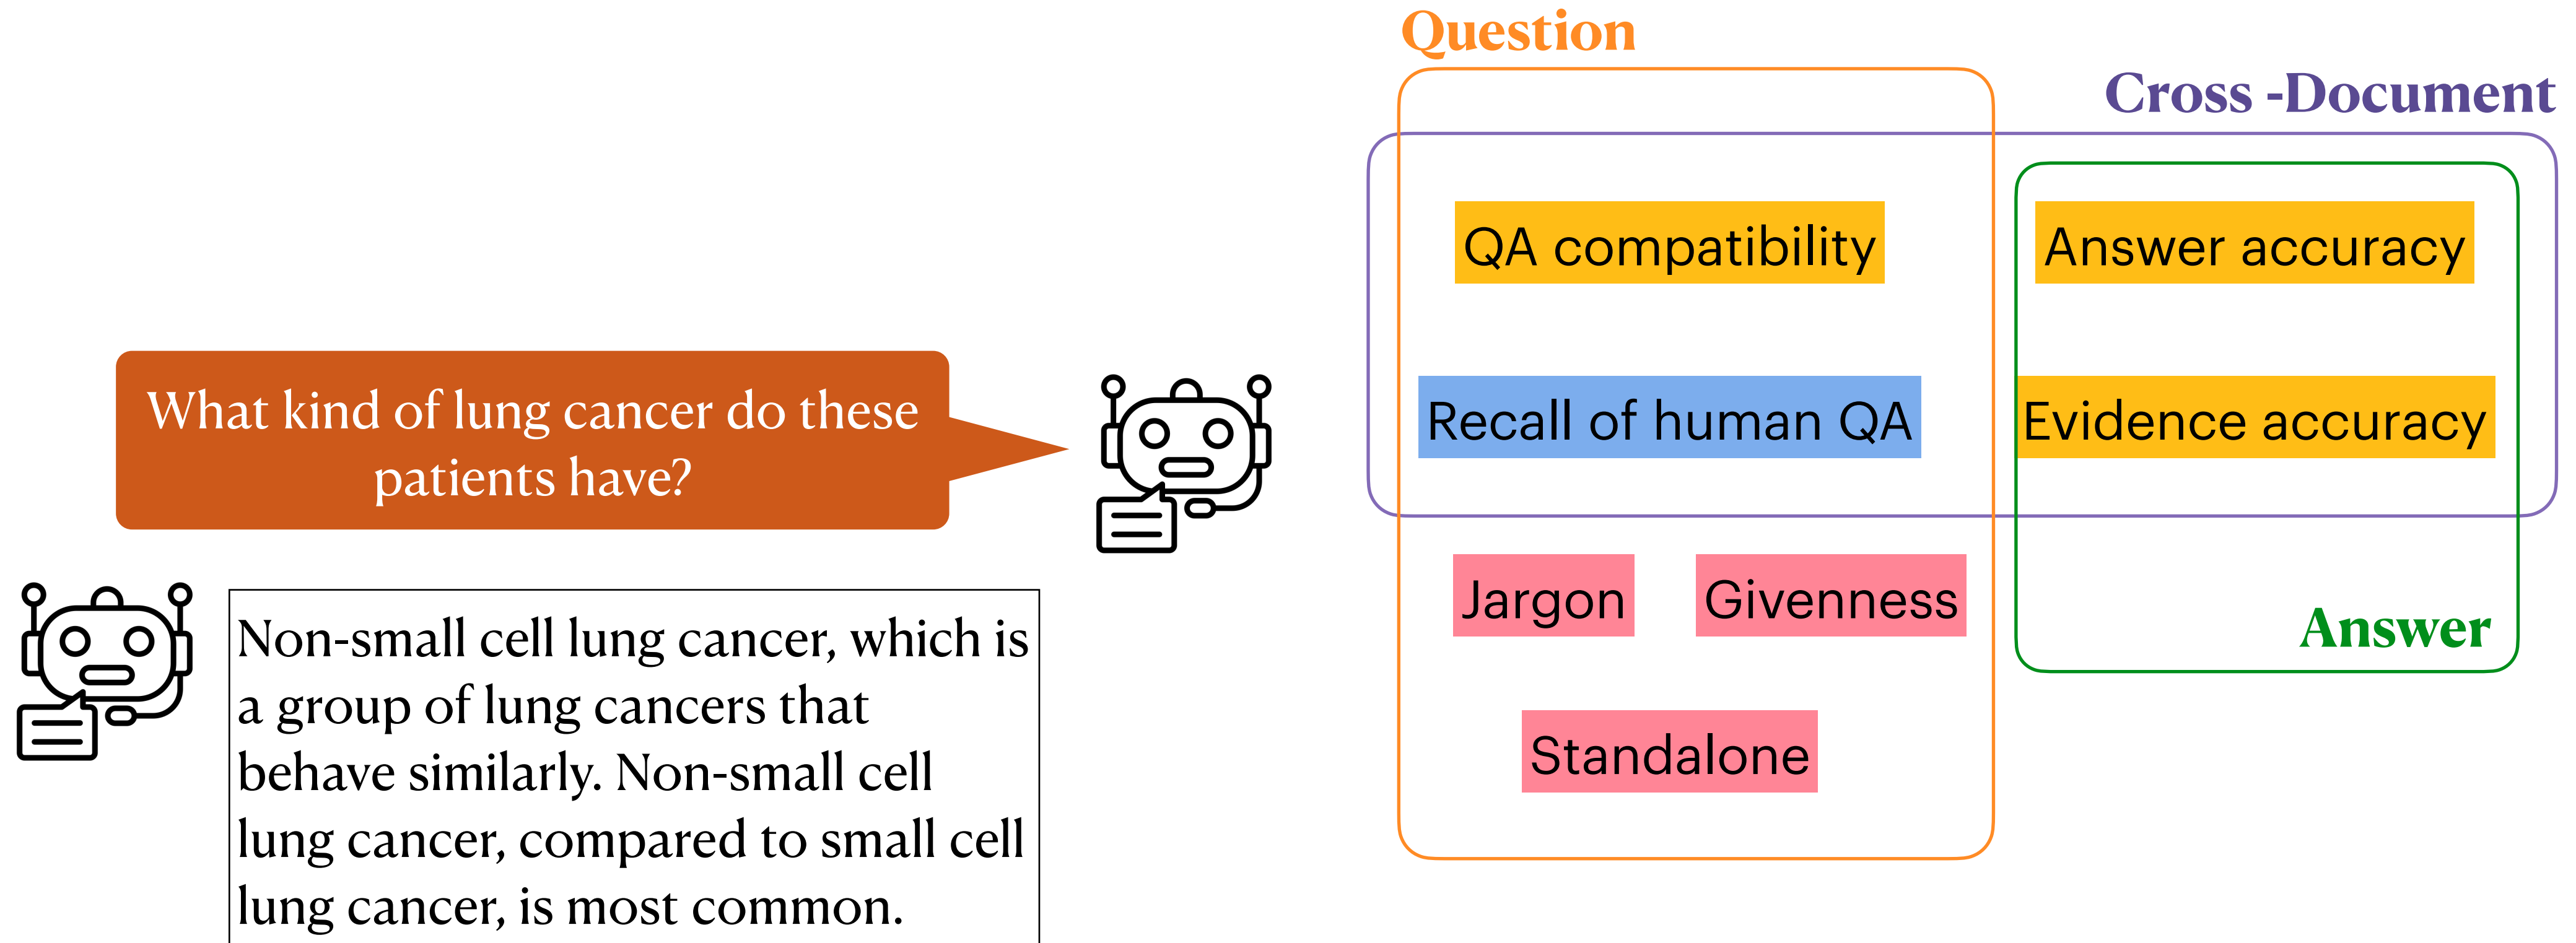 What kind of lung cancer do these
patients have?
Non-small cell lung cancer, which is
a group of lung cancers that
behave similarly. Non-small cell
lung cancer, compared to small cell
lung cancer, is most common.
Question
Cross -Document
QA compatibility
Answer accuracy
Recall of human QA
Evidence accuracy
Jargon
Givenness
Answer
Standalone